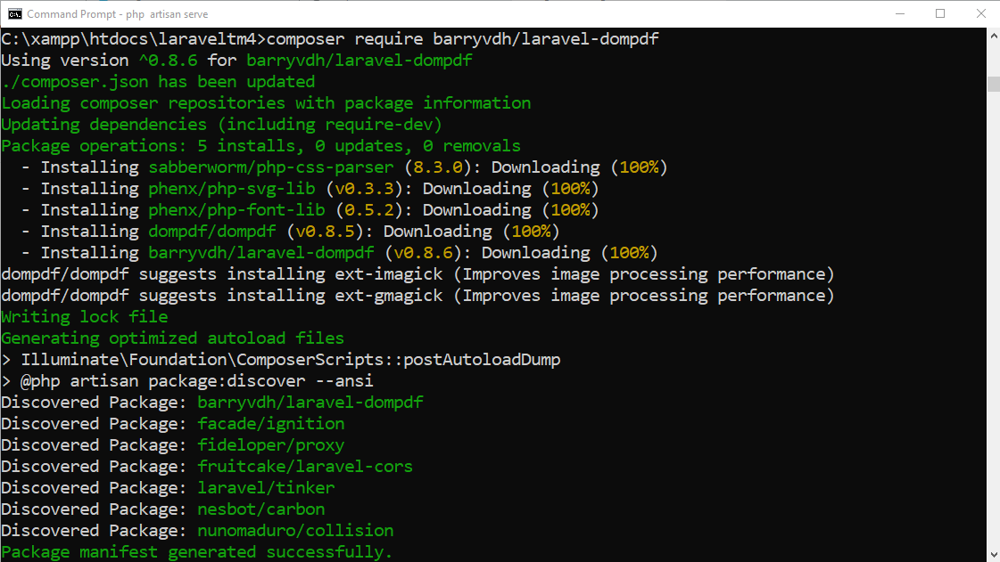 Command Prompt - php  artisan serve
C:\xampp\htdocs\laraveltm4>composer require barryvdh/laravel-dompdf
Using version ^0.8.6 for barryvdh/laravel-dompdf
./composer.json has been updated
Loading composer repositories with package information
Updating dependencies (including require-dev)
Package operations: 5 installs, 0 updates, 0 removals
  - Installing sabberworm/php-css-parser (8.3.0): Downloading (100%)
  - Installing phenx/php-svg-lib (v0.3.3): Downloading (100%)
  - Installing phenx/php-font-lib (0.5.2): Downloading (100%)
  - Installing dompdf/dompdf (v0.8.5): Downloading (100%)
  - Installing barryvdh/laravel-dompdf (v0.8.6): Downloading (100%)
dompdf/dompdf suggests installing ext-imagick (Improves image processing performance)
dompdf/dompdf suggests installing ext-gmagick (Improves image processing performance)
Writing lock file
Generating optimized autoload files
> Illuminate\Foundation\ComposerScripts::postAutoloadDump
> @php artisan package:discover --ansi
Discovered Package: barryvdh/laravel-dompdf
Discovered Package: facade/ignition
Discovered Package: fideloper/proxy
Discovered Package: fruitcake/laravel-cors
Discovered Package: laravel/tinker
Discovered Package: nesbot/carbon
Discovered Package: nunomaduro/collision
Package manifest generated successfully.